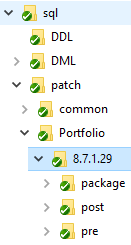 sql
DDL
DML
patch
common
Portfolio
8.7.1.29
package
post
pre